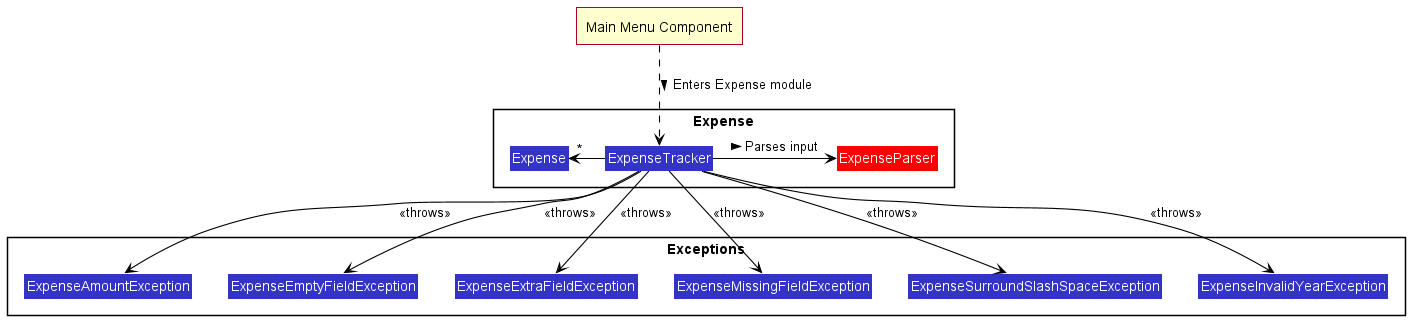 Main Menu Component
Enters Expense module
Expense
Expense
*
ExpenseTracker
Parses input
ExpenseParser
«throws»
«throws»
«throws»
«throws»
«throws»
«throws»
Exceptions
ExpenseAmountException
ExpenseEmptyFieldException
ExpenseExtraFieldException
ExpenseMissingFieldException
ExpenseSurroundSlashSpaceException
ExpenseInvalidYearException